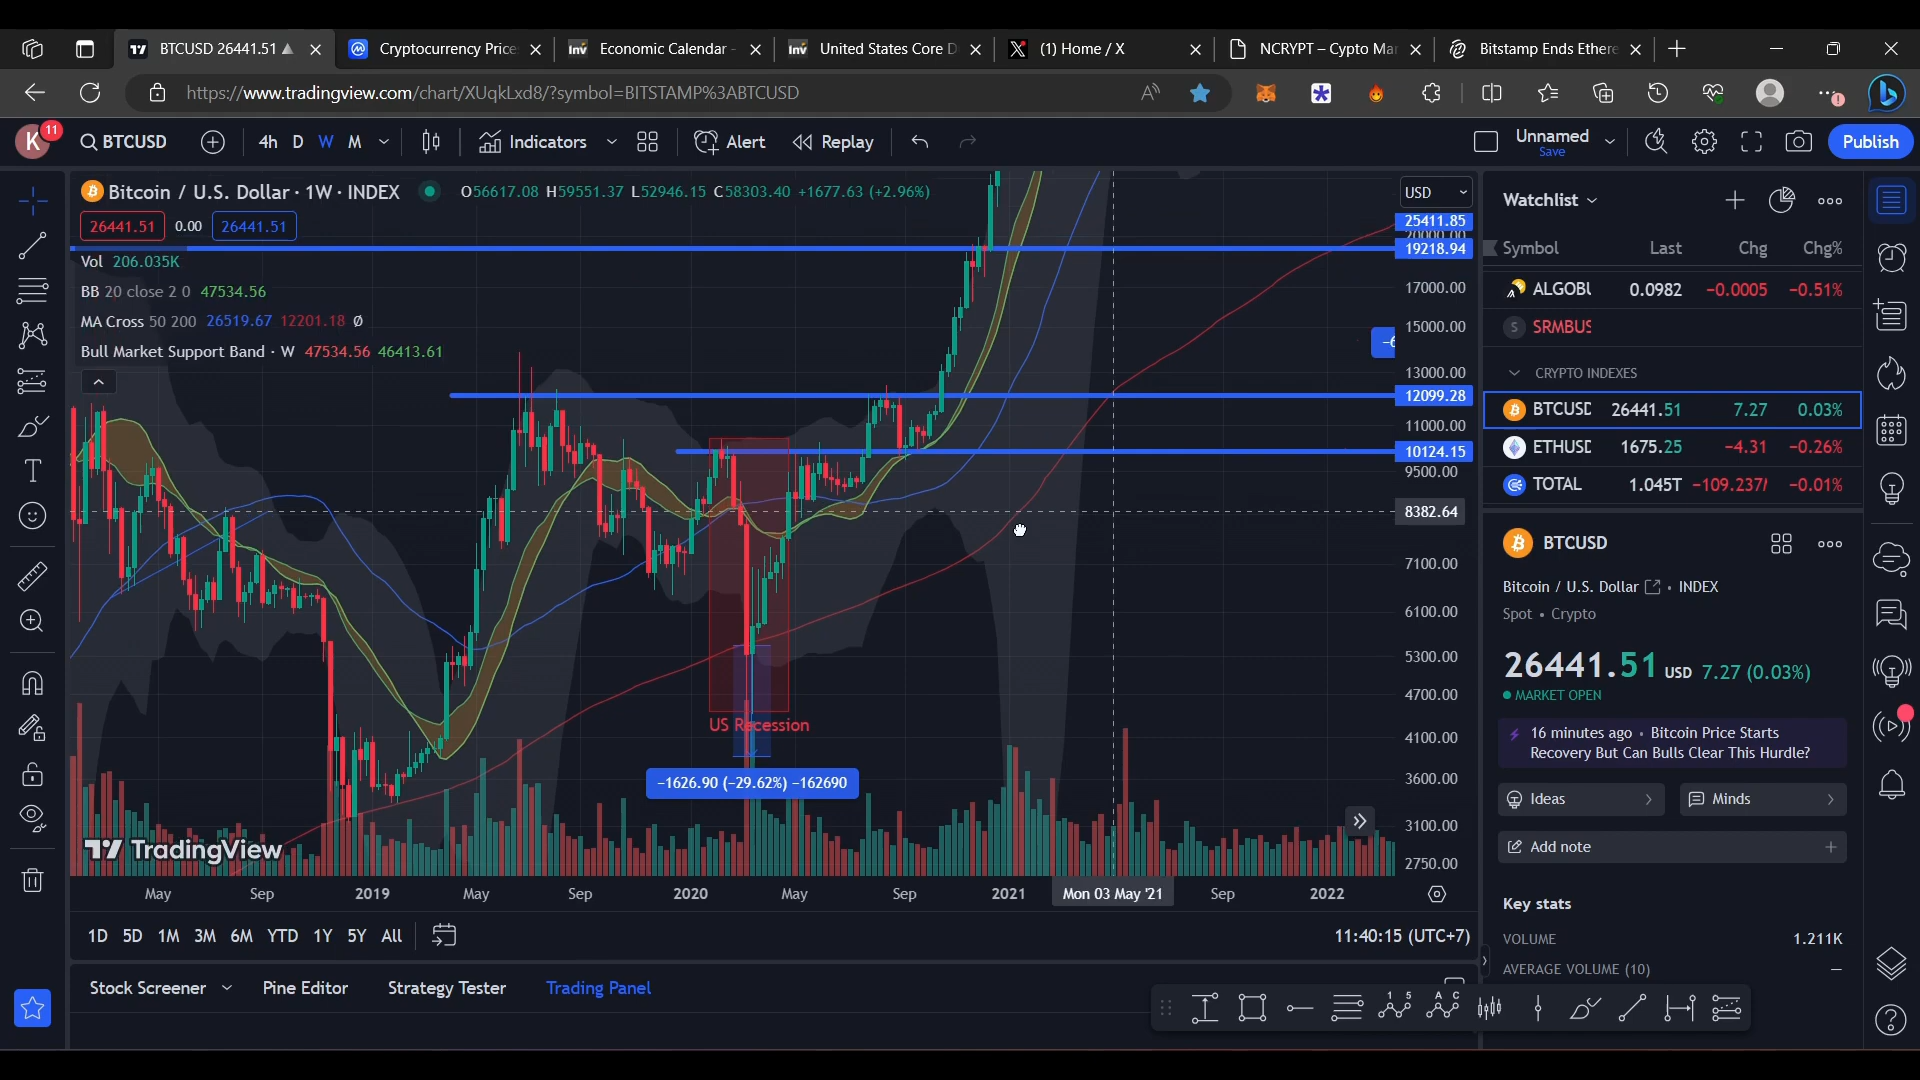 BTCUSD 26441.51
Cryptocurrency Price
Economic Calendar -
United States Core D
(1) Home / X
NCRYPT – Cypto Mar
Bitstamp Ends Ethere
https://www.tradingview.com/chart/XUqkLxd8/?symbol=BITSTAMP%3ABTCUSD
K 11 BTCUSD 4h D W M Indicators Alert Replay Unnamed Save Publish
Bitcoin / U.S. Dollar · 1W · INDEX O56617.08 H59551.37 L52946.15 C58303.40 +1677.63 (+2.96%)
26441.51 0.00 26441.51
Vol 206.035K
BB 20 close 2 0 47534.56
MA Cross 50 200 26519.67 12201.18 Ø
Bull Market Support Band · W 47534.56 46413.61
US Recession
−1626.90 (−29.62%) −162690
TradingView
USD
25411.85
20000.00
19218.94
17000.00
15000.00
13000.00
12099.28
11000.00
10124.15
9500.00
8382.64
7100.00
6100.00
5300.00
4700.00
4100.00
3600.00
3100.00
2750.00
May Sep 2019 May Sep 2020 May Sep 2021 Mon 03 May '21 Sep 2022
1D 5D 1M 3M 6M YTD 1Y 5Y All
11:40:15 (UTC+7)
Stock Screener Pine Editor Strategy Tester Trading Panel
Watchlist
Symbol Last Chg Chg%
ALGOBU 0.0982 −0.0005 −0.51%
S SRMBUS
CRYPTO INDEXES
BTCUSD 26441.51 7.27 0.03%
ETHUSD 1675.25 −4.31 −0.26%
TOTAL 1.045T −109.237M −0.01%
BTCUSD
Bitcoin / U.S. Dollar · INDEX
Spot • Crypto
26441.51 USD 7.27 (0.03%)
MARKET OPEN
16 minutes ago · Bitcoin Price Starts
Recovery But Can Bulls Clear This Hurdle?
Ideas
Minds
Add note
Key stats
VOLUME 1.211K
AVERAGE VOLUME (10) —